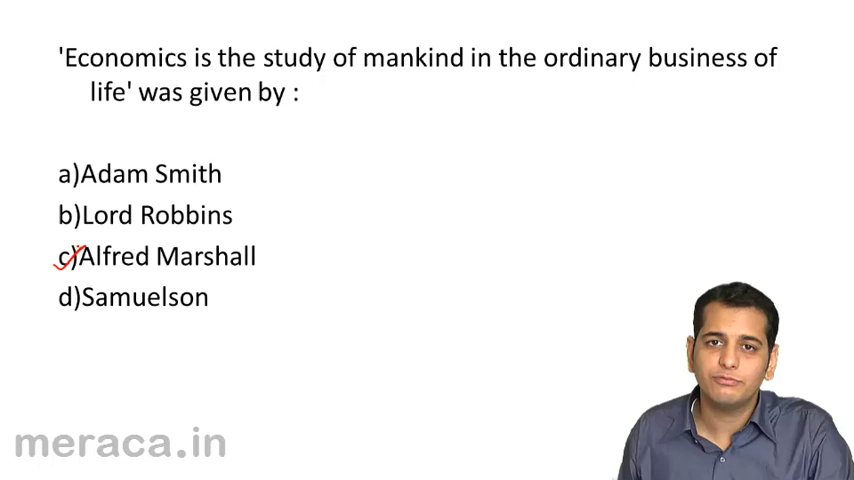 'Economics is the study of mankind in the ordinary business of
life' was given by :
a)Adam Smith
b)Lord Robbins
c)Alfred Marshall
d)Samuelson
meraca.in